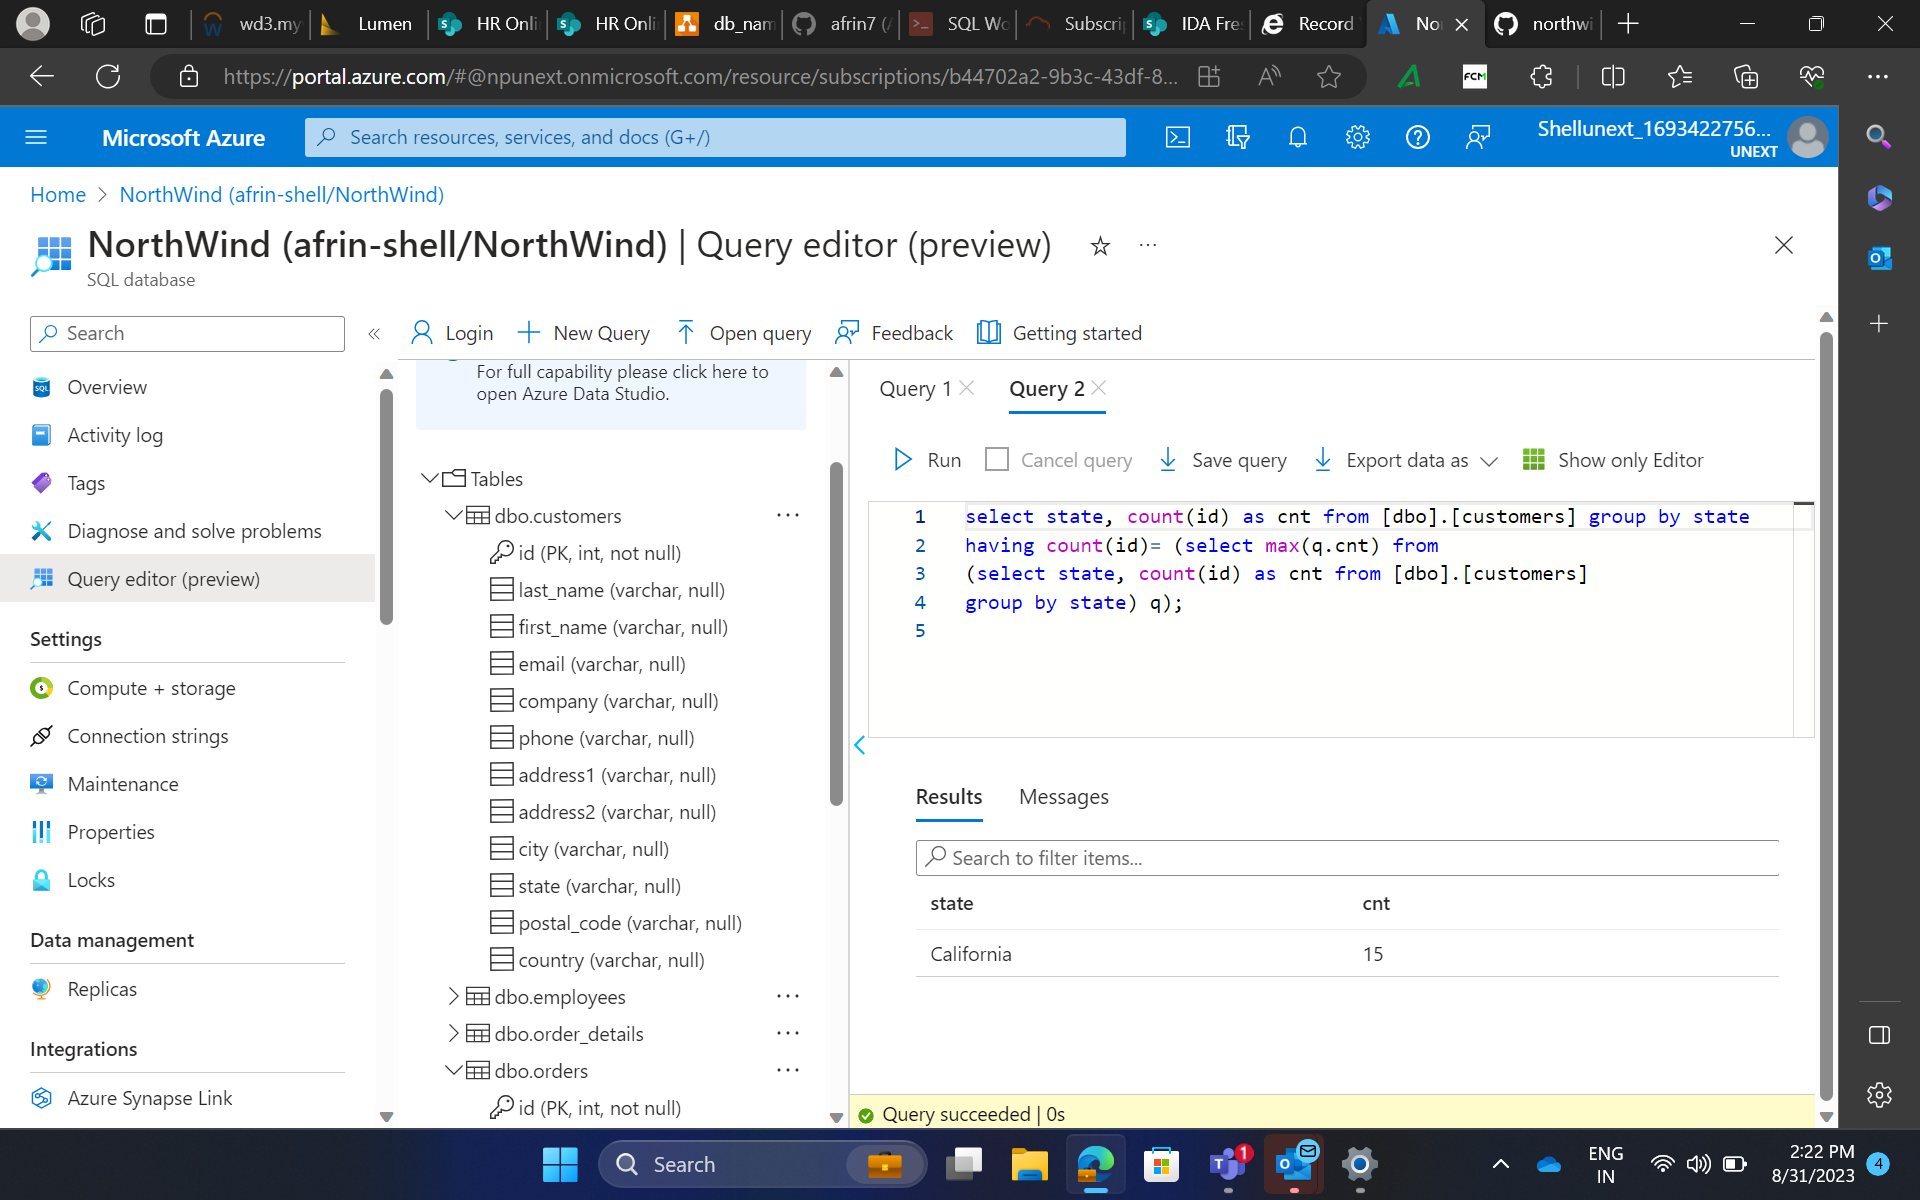 wd3.my
Lumen
HR Onli
HR Onli
db_nam
afrin7 (A
SQL Wo
Subscrip
IDA Fres
Record
No
northwi
https://portal.azure.com/#@npunext.onmicrosoft.com/resource/subscriptions/b44702a2-9b3c-43df-8...
FCM
Microsoft Azure
Search resources, services, and docs (G+/)
Shellunext_1693422756...
UNEXT
Home > NorthWind (afrin-shell/NorthWind)
NorthWind (afrin-shell/NorthWind) | Query editor (preview)
SQL database
Search
Overview
Activity log
Tags
Diagnose and solve problems
Query editor (preview)
Settings
Compute + storage
Connection strings
Maintenance
Properties
Locks
Data management
Replicas
Integrations
Azure Synapse Link
Login
New Query
Open query
Feedback
Getting started
For full capability please click here to
open Azure Data Studio.
Tables
dbo.customers
id (PK, int, not null)
last_name (varchar, null)
first_name (varchar, null)
email (varchar, null)
company (varchar, null)
phone (varchar, null)
address1 (varchar, null)
address2 (varchar, null)
city (varchar, null)
state (varchar, null)
postal_code (varchar, null)
country (varchar, null)
dbo.employees
dbo.order_details
dbo.orders
id (PK, int, not null)
Query 1
Query 2
Run
Cancel query
Save query
Export data as
Show only Editor
1 select state, count(id) as cnt from [dbo].[customers] group by state
2 having count(id)= (select max(q.cnt) from
3 (select state, count(id) as cnt from [dbo].[customers]
4 group by state) q);
5
Results
Messages
Search to filter items...
state cnt
California 15
Query succeeded | 0s
Search
1
ENG
IN
2:22 PM
8/31/2023
4